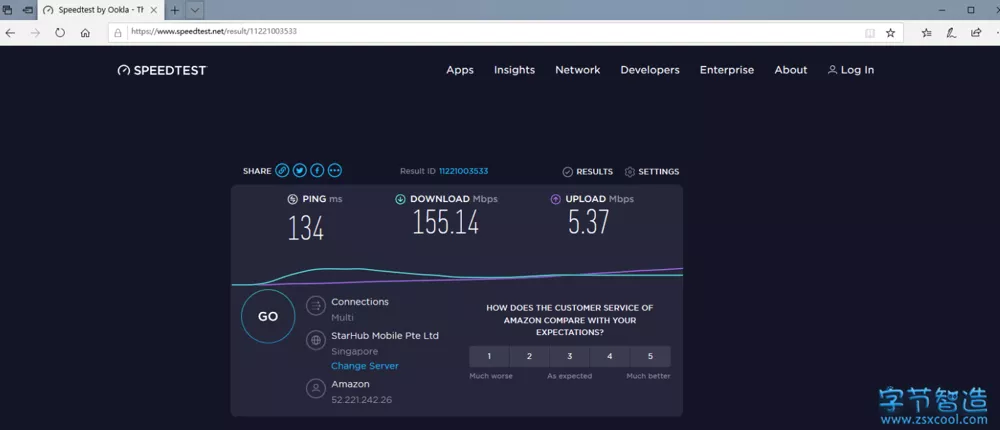 Speedtest by Ookla - Th
https://www.speedtest.net/result/11221003533
SPEEDTEST
Apps
Insights
Network
Developers
Enterprise
About
Log In
SHARE
Result ID 11221003533
RESULTS
SETTINGS
PING ms
134
DOWNLOAD Mbps
155.14
UPLOAD Mbps
5.37
GO
Connections
Multi
StarHub Mobile Pte Ltd
Singapore
Change Server
Amazon
52.221.242.26
HOW DOES THE CUSTOMER SERVICE OF
AMAZON COMPARE WITH YOUR
EXPECTATIONS?
1
2
3
4
5
Much worse
As expected
Much better
字节智造
www.zsxcool.com